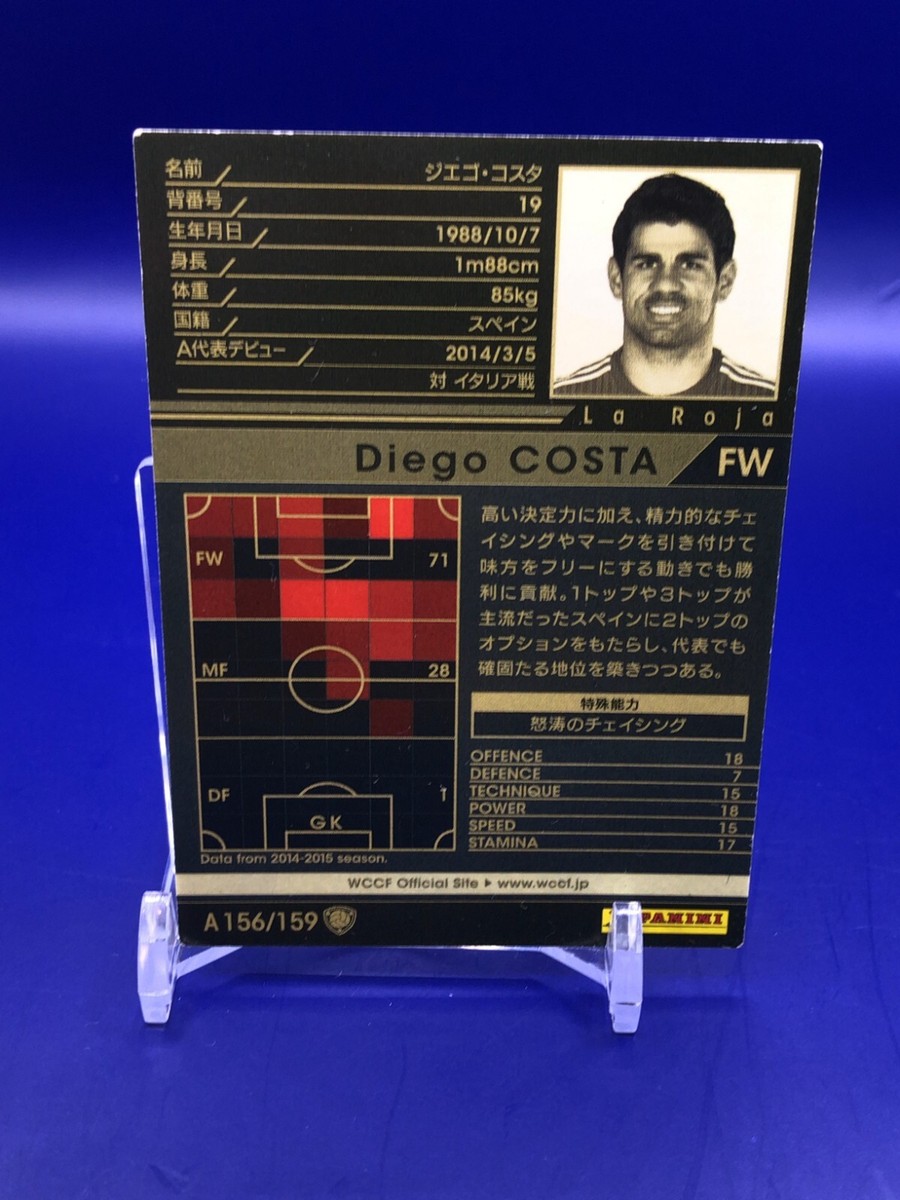 名前 ジエゴ・コスタ
背番号 19
生年月日 1988/10/7
身長 1m88cm
体重 85kg
国籍 スペイン
A代表デビュー 2014/3/5
対 イタリア戦
La Roja
Diego COSTA FW
FW 71
MF 28
DF 1
GK
Data from 2014-2015 season.
高い決定力に加え、精力的なチェ
イシングやマークを引き付けて
味方をフリーにする動きでも勝
利に貢献。1トップや3トップが
主流だったスペインに2トップの
オプションをもたらし、代表でも
確固たる地位を築きつつある。
特殊能力
怒涛のチェイシング
OFFENCE 18
DEFENCE 7
TECHNIQUE 15
POWER 18
SPEED 15
STAMINA 17
WCCF Official Site ▶ www.wccf.jp
A 156/159
PANINI